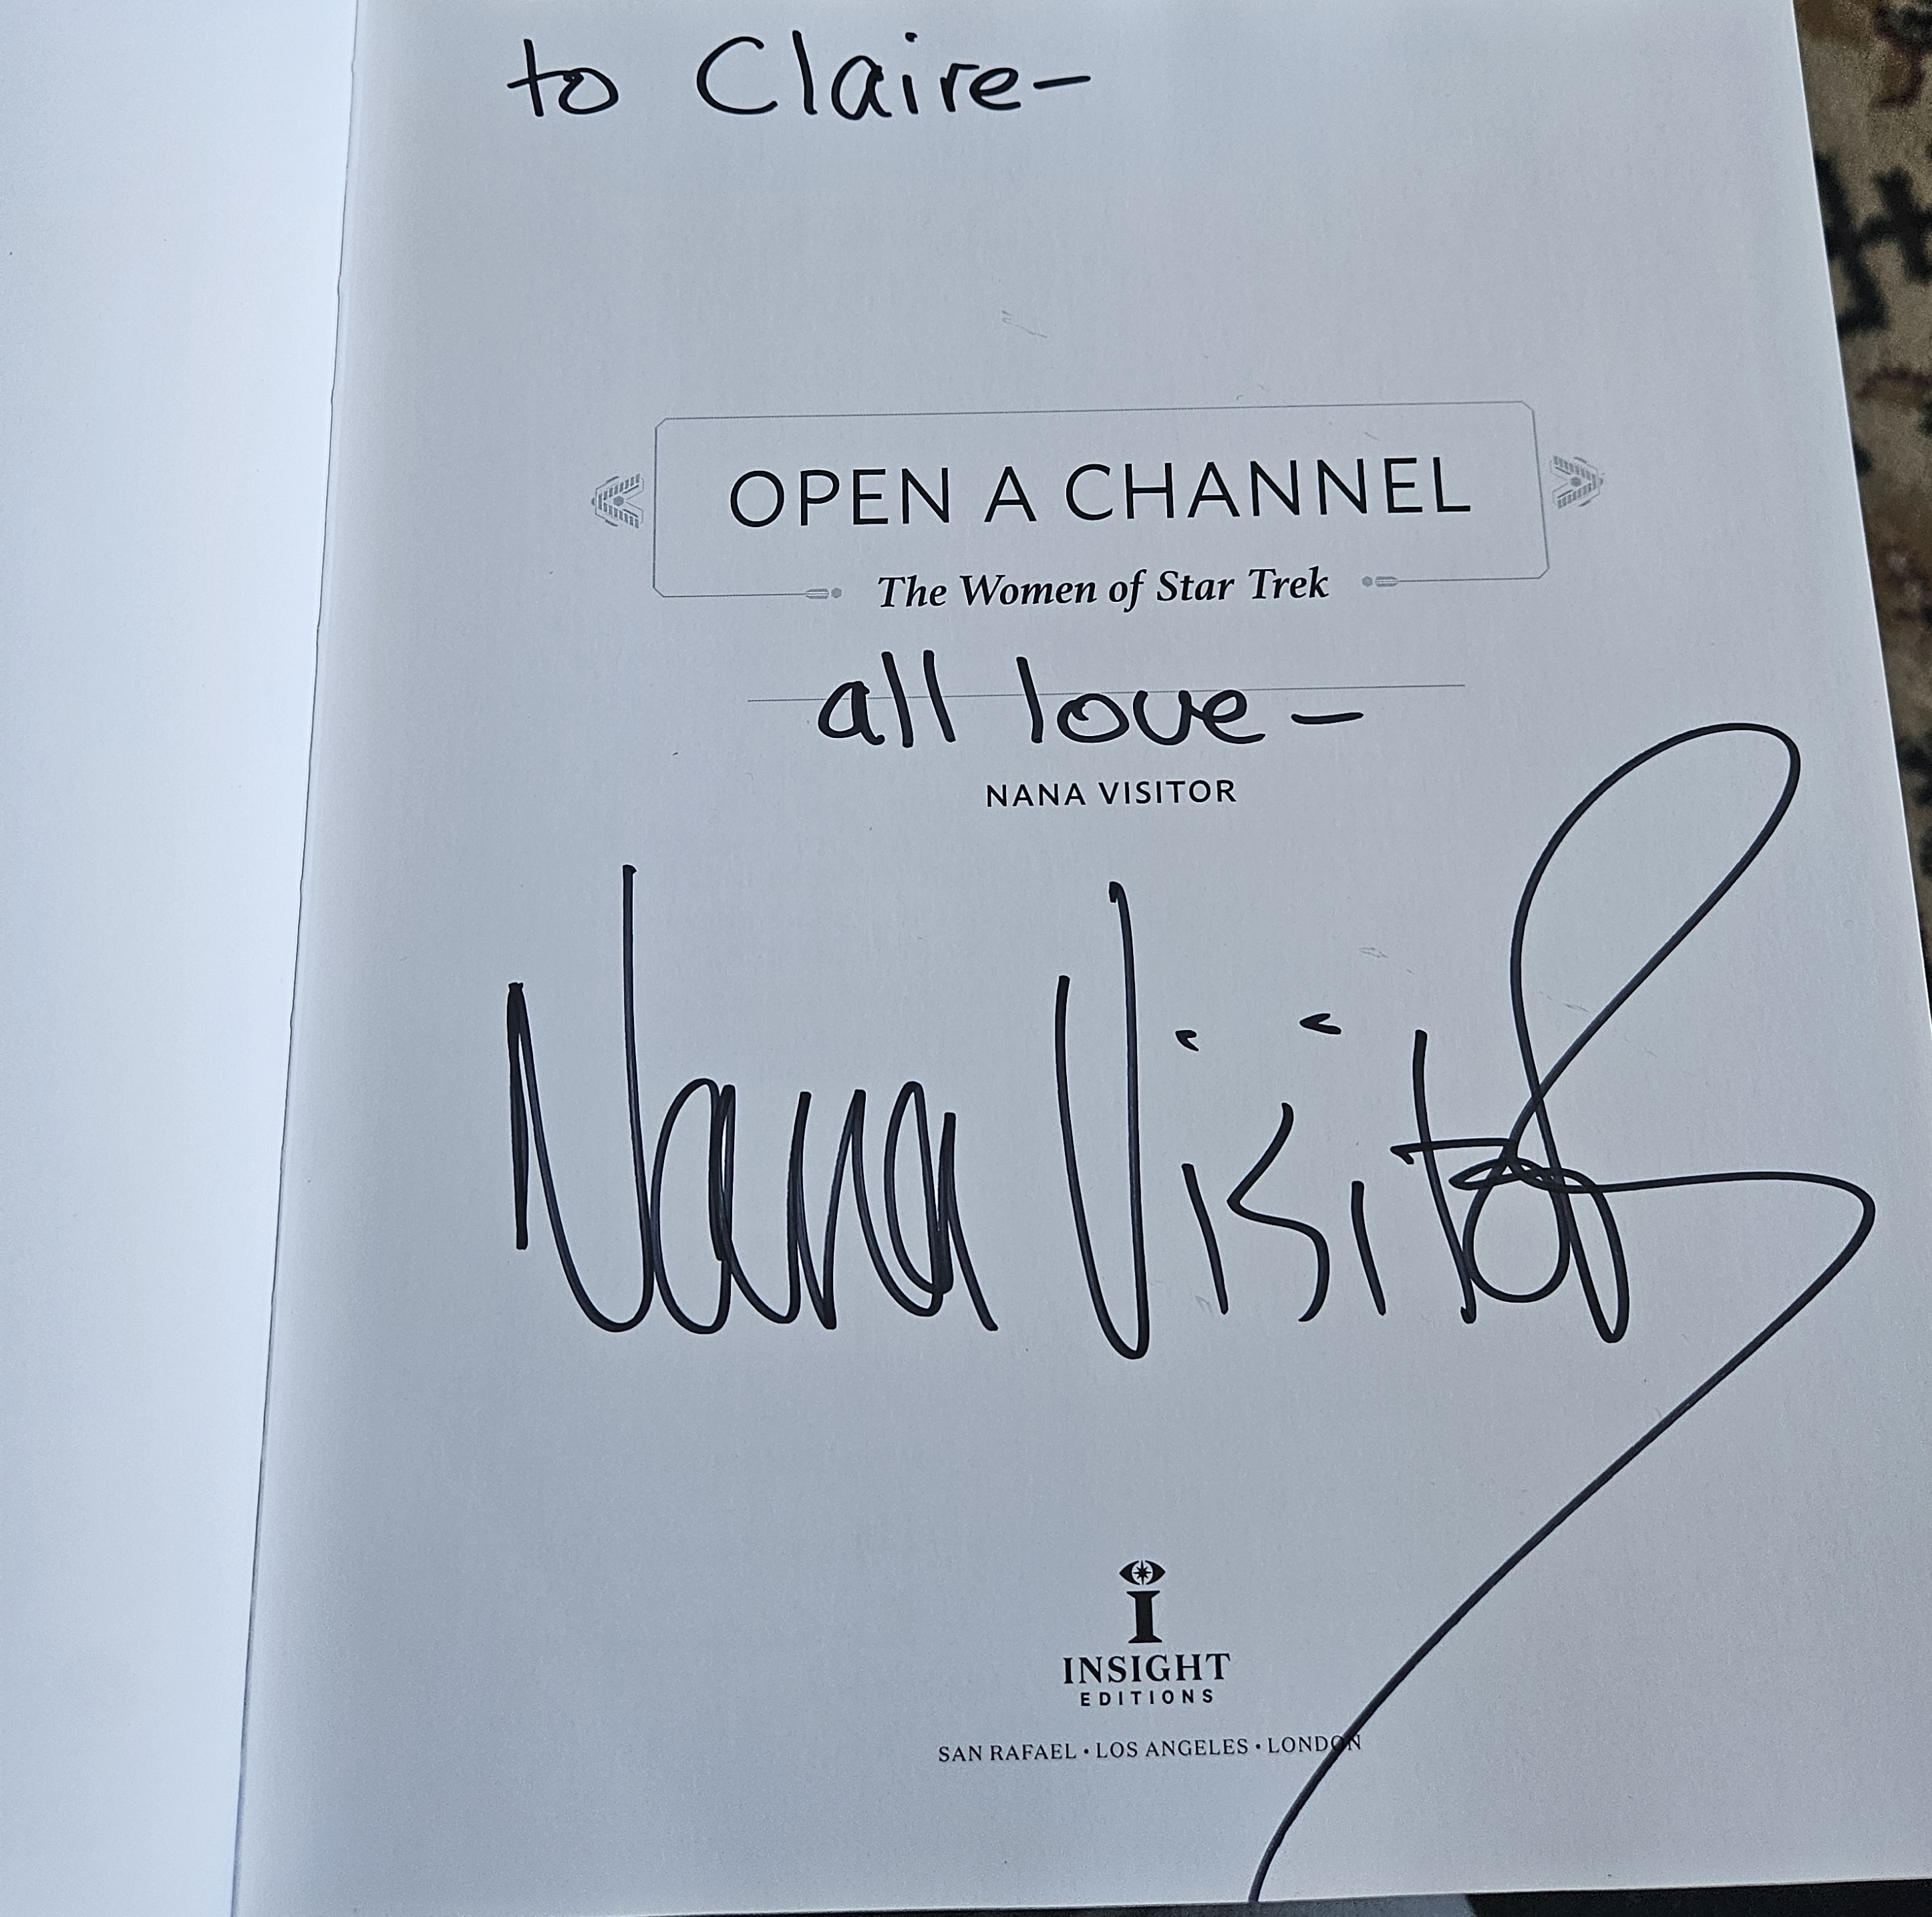 to Claire-
OPEN A CHANNEL
The Women of Star Trek
all love-
NANA VISITOR
Nana Visitor
I
INSIGHT
EDITIONS
SAN RAFAEL • LOS ANGELES • LONDON